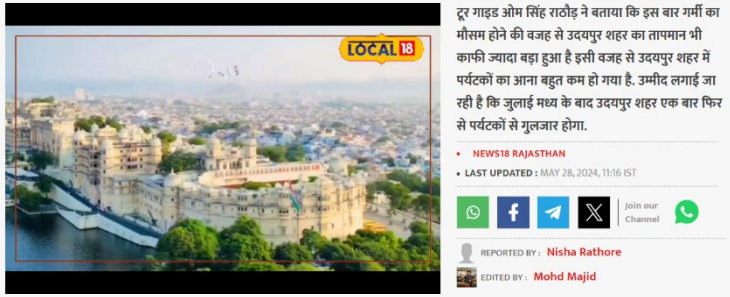 LOCAL 18
टूर गाइड ओम सिंह राठौड़ ने बताया कि इस बार गर्मी का
मौसम होने की वजह से उदयपुर शहर का तापमान भी
काफी ज्यादा बड़ा हुआ है इसी वजह से उदयपुर शहर में
पर्यटकों का आना बहुत कम हो गया है. उम्मीद लगाई जा
रही है कि जुलाई मध्य के बाद उदयपुर शहर एक बार फिर
से पर्यटकों से गुलजार होगा.
NEWS18 RAJASTHAN
LAST UPDATED : MAY 28, 2024, 11:16 IST
Join our
Channel
REPORTED BY : Nisha Rathore
EDITED BY : Mohd Majid